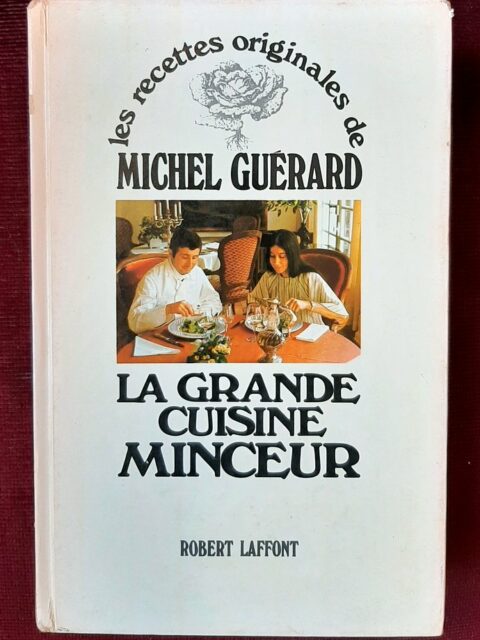 les recettes originales de
MICHEL GUÉRARD
LA GRANDE
CUISINE
MINCEUR
ROBERT LAFFONT